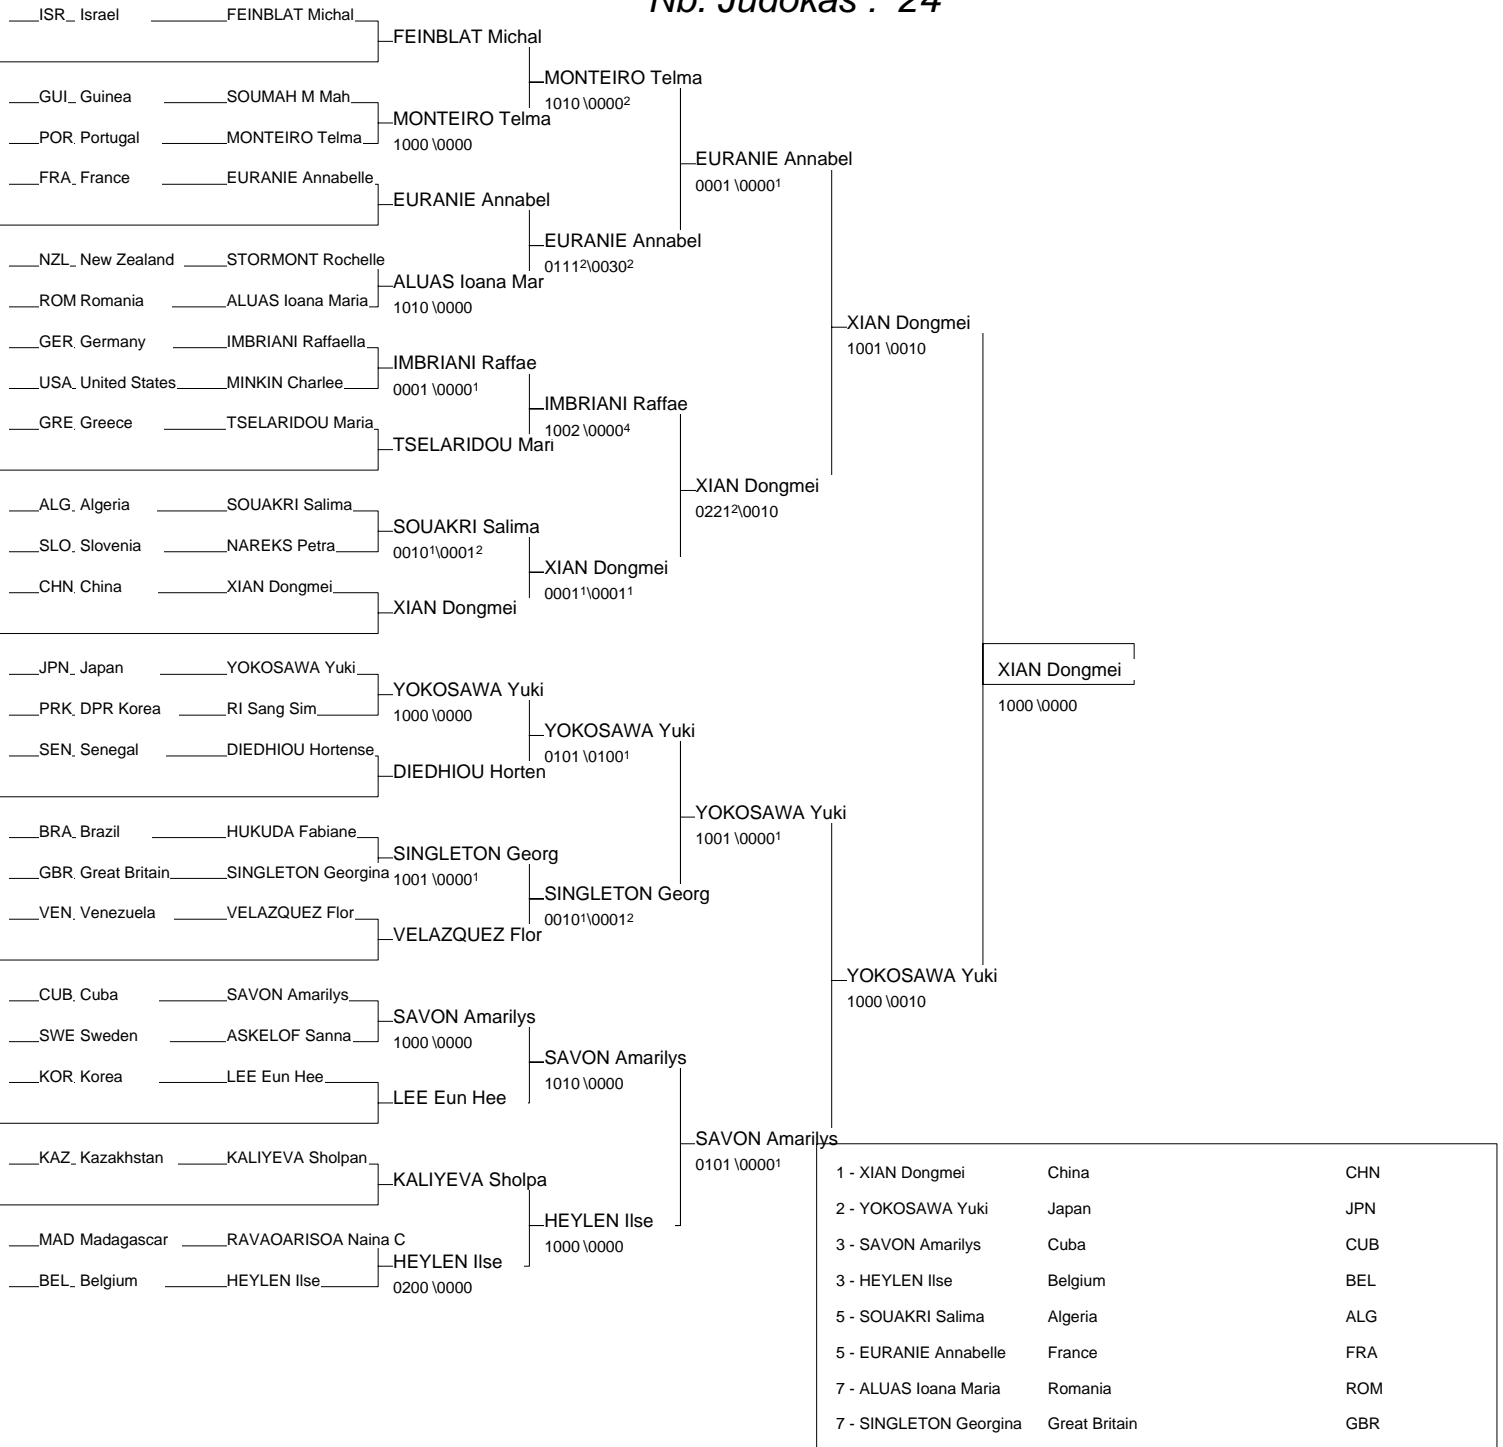 Nb. Judokas : 24
ISR Israel FEINBLAT Michal
FEINBLAT Michal
MONTEIRO Telma
1010 \0000²
GUI Guinea SOUMAH M Mah
MONTEIRO Telma
1000 \0000
POR Portugal MONTEIRO Telma
EURANIE Annabel
0001 \0000¹
FRA France EURANIE Annabelle
EURANIE Annabel
EURANIE Annabel
0111²\0030²
NZL New Zealand STORMONT Rochelle
ALUAS Ioana Mar
1010 \0000
ROM Romania ALUAS Ioana Maria
XIAN Dongmei
1001 \0010
GER Germany IMBRIANI Raffaella
IMBRIANI Raffae
0001 \0000¹
USA United States MINKIN Charlee
IMBRIANI Raffae
1002 \0000⁴
GRE Greece TSELARIDOU Maria
TSELARIDOU Mari
XIAN Dongmei
0221²\0010
ALG Algeria SOUAKRI Salima
SOUAKRI Salima
0010¹\0001²
SLO Slovenia NAREKS Petra
XIAN Dongmei
0001¹\0001¹
CHN China XIAN Dongmei
XIAN Dongmei
XIAN Dongmei
1000 \0000
JPN Japan YOKOSAWA Yuki
YOKOSAWA Yuki
1000 \0000
PRK DPR Korea RI Sang Sim
YOKOSAWA Yuki
0101 \0100¹
SEN Senegal DIEDHIOU Hortense
DIEDHIOU Horten
YOKOSAWA Yuki
1001 \0000¹
BRA Brazil HUKUDA Fabiane
SINGLETON Georg
1001 \0000¹
GBR Great Britain SINGLETON Georgina
SINGLETON Georg
0010¹\0001²
VEN Venezuela VELAZQUEZ Flor
VELAZQUEZ Flor
YOKOSAWA Yuki
1000 \0010
CUB Cuba SAVON Amarilys
SAVON Amarilys
1000 \0000
SWE Sweden ASKELOF Sanna
SAVON Amarilys
1010 \0000
KOR Korea LEE Eun Hee
LEE Eun Hee
SAVON Amarilys
0101 \0000¹
KAZ Kazakhstan KALIYEVA Sholpan
KALIYEVA Sholpa
HEYLEN Ilse
1000 \0000
MAD Madagascar RAVAOARISOA Naina C
HEYLEN Ilse
0200 \0000
BEL Belgium HEYLEN Ilse
1 - XIAN Dongmei China CHN
2 - YOKOSAWA Yuki Japan JPN
3 - SAVON Amarilys Cuba CUB
3 - HEYLEN Ilse Belgium BEL
5 - SOUAKRI Salima Algeria ALG
5 - EURANIE Annabelle France FRA
7 - ALUAS Ioana Maria Romania ROM
7 - SINGLETON Georgina Great Britain GBR